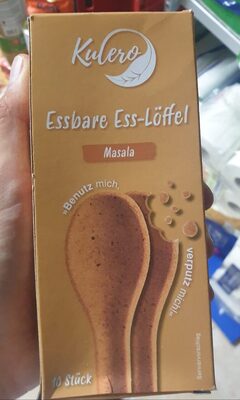 Kulero
Essbare Ess-Löffel
Masala
»Benutz mich,
verputz mich!«
10 Stück